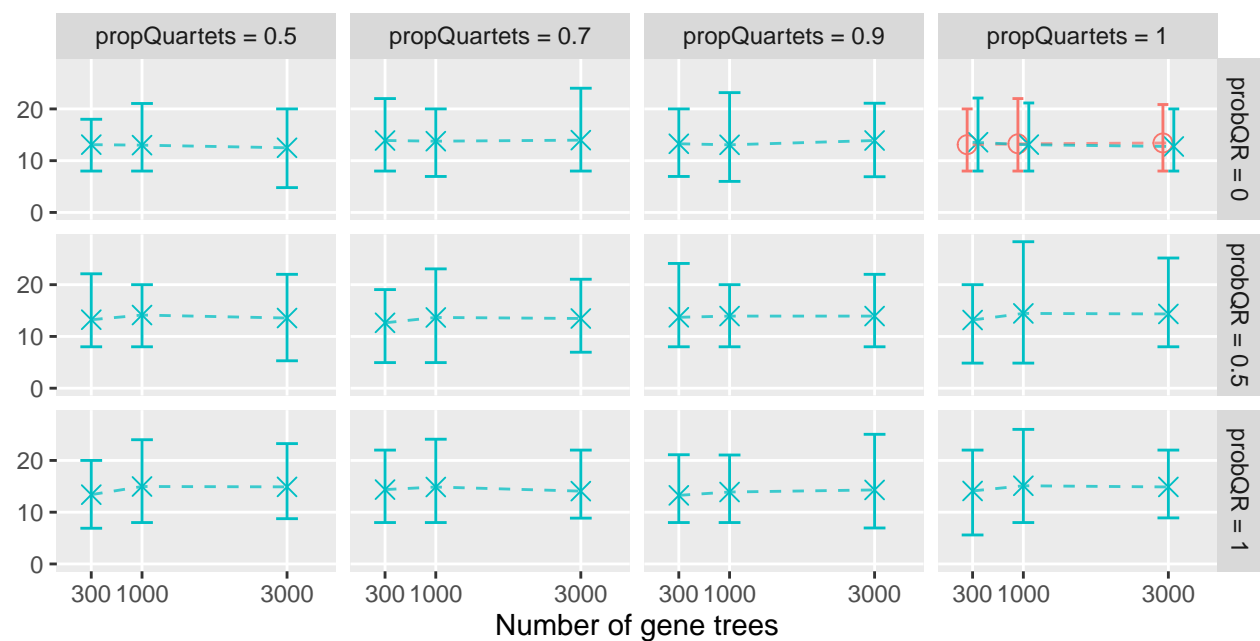 propQuartets = 0.5 propQuartets = 0.7 propQuartets = 0.9 propQuartets = 1
20
10
0
probQR = 0
20
10
0
probQR = 0.5
20
10
0
probQR = 1
300 1000 3000 300 1000 3000 300 1000 3000 300 1000 3000
Number of gene trees